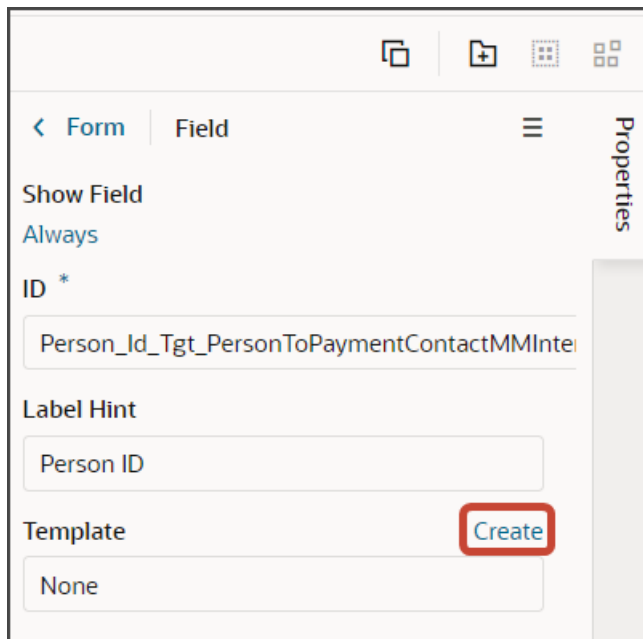 Form Field
Properties
Show Field
Always
ID *
Person_Id_Tgt_PersonToPaymentContactMMInter
Label Hint
Person ID
Template Create
None